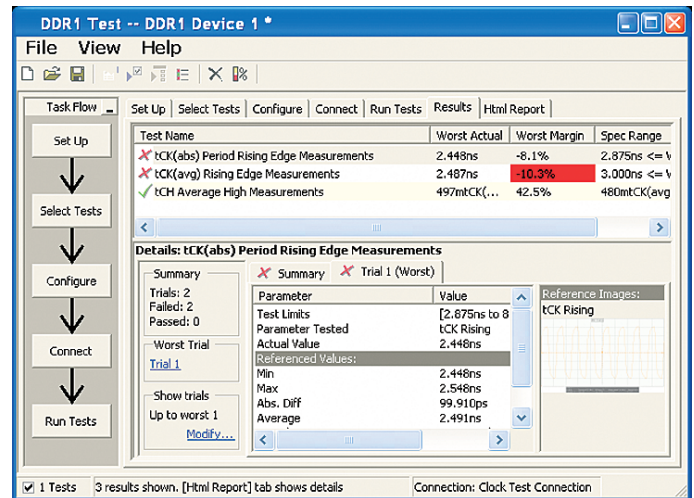 DDR1 Test -- DDR1 Device 1 *
File View Help
Task Flow
Set Up
Select Tests
Configure
Connect
Run Tests
Set Up Select Tests Configure Connect Run Tests Results Html Report
Test Name Worst Actual Worst Margin Spec Range
tCK(abs) Period Rising Edge Measurements 2.448ns -8.1% 2.875ns <=
tCK(avg) Rising Edge Measurements 2.487ns -10.3% 3.000ns <=
tCH Average High Measurements 497mtCK(... 42.5% 480mtCK(avg
Details: tCK(abs) Period Rising Edge Measurements
Summary
Trials: 2
Failed: 2
Passed: 0
Worst Trial
Trial 1
Show trials
Up to worst 1
Modify...
Summary Trial 1 (Worst)
Parameter Value
Test Limits [2.875ns to 8
Parameter Tested tCK Rising
Actual Value 2.448ns
Referenced Values:
Min 2.448ns
Max 2.548ns
Abs. Diff 99.910ps
Average 2.491ns
Reference Images:
tCK Rising
1 Tests 3 results shown. [Html Report] tab shows details Connection: Clock Test Connection